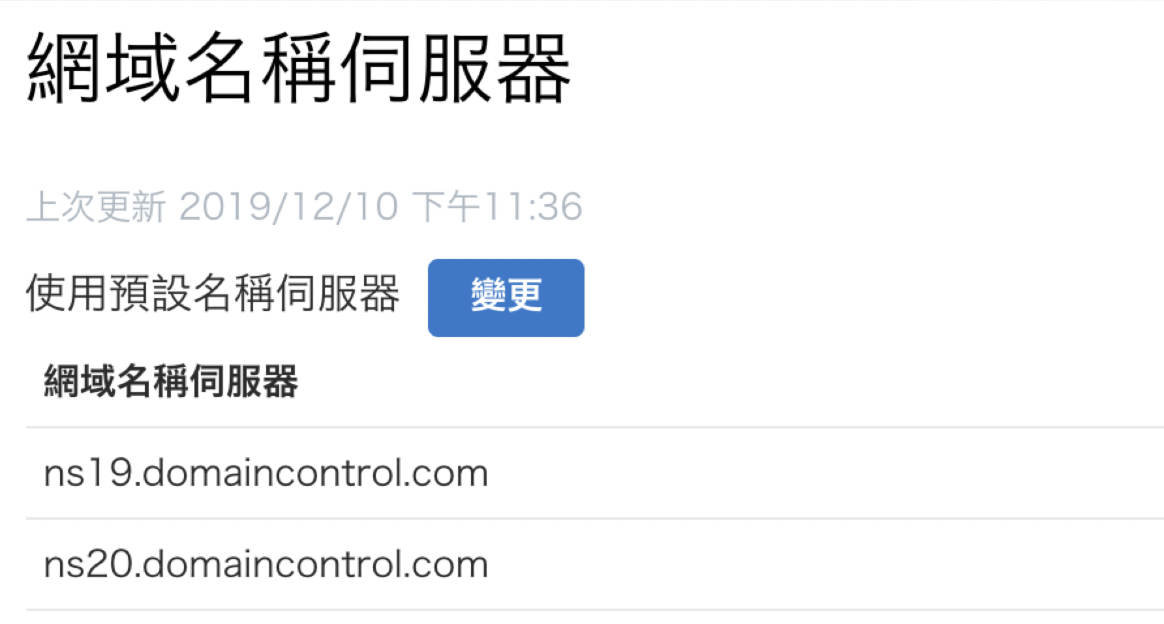 網域名稱伺服器
上次更新 2019/12/10 下午11:36
使用預設名稱伺服器 變更
網域名稱伺服器
ns19.domaincontrol.com
ns20.domaincontrol.com